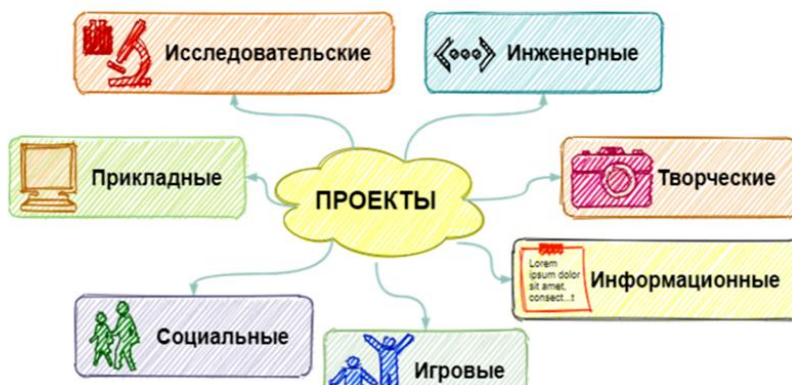 Исследовательские
Инженерные
Прикладные
ПРОЕКТЫ
Творческие
Lorem
ipsum dolor
sit amet,
consect...t
Информационные
Социальные
Игровые